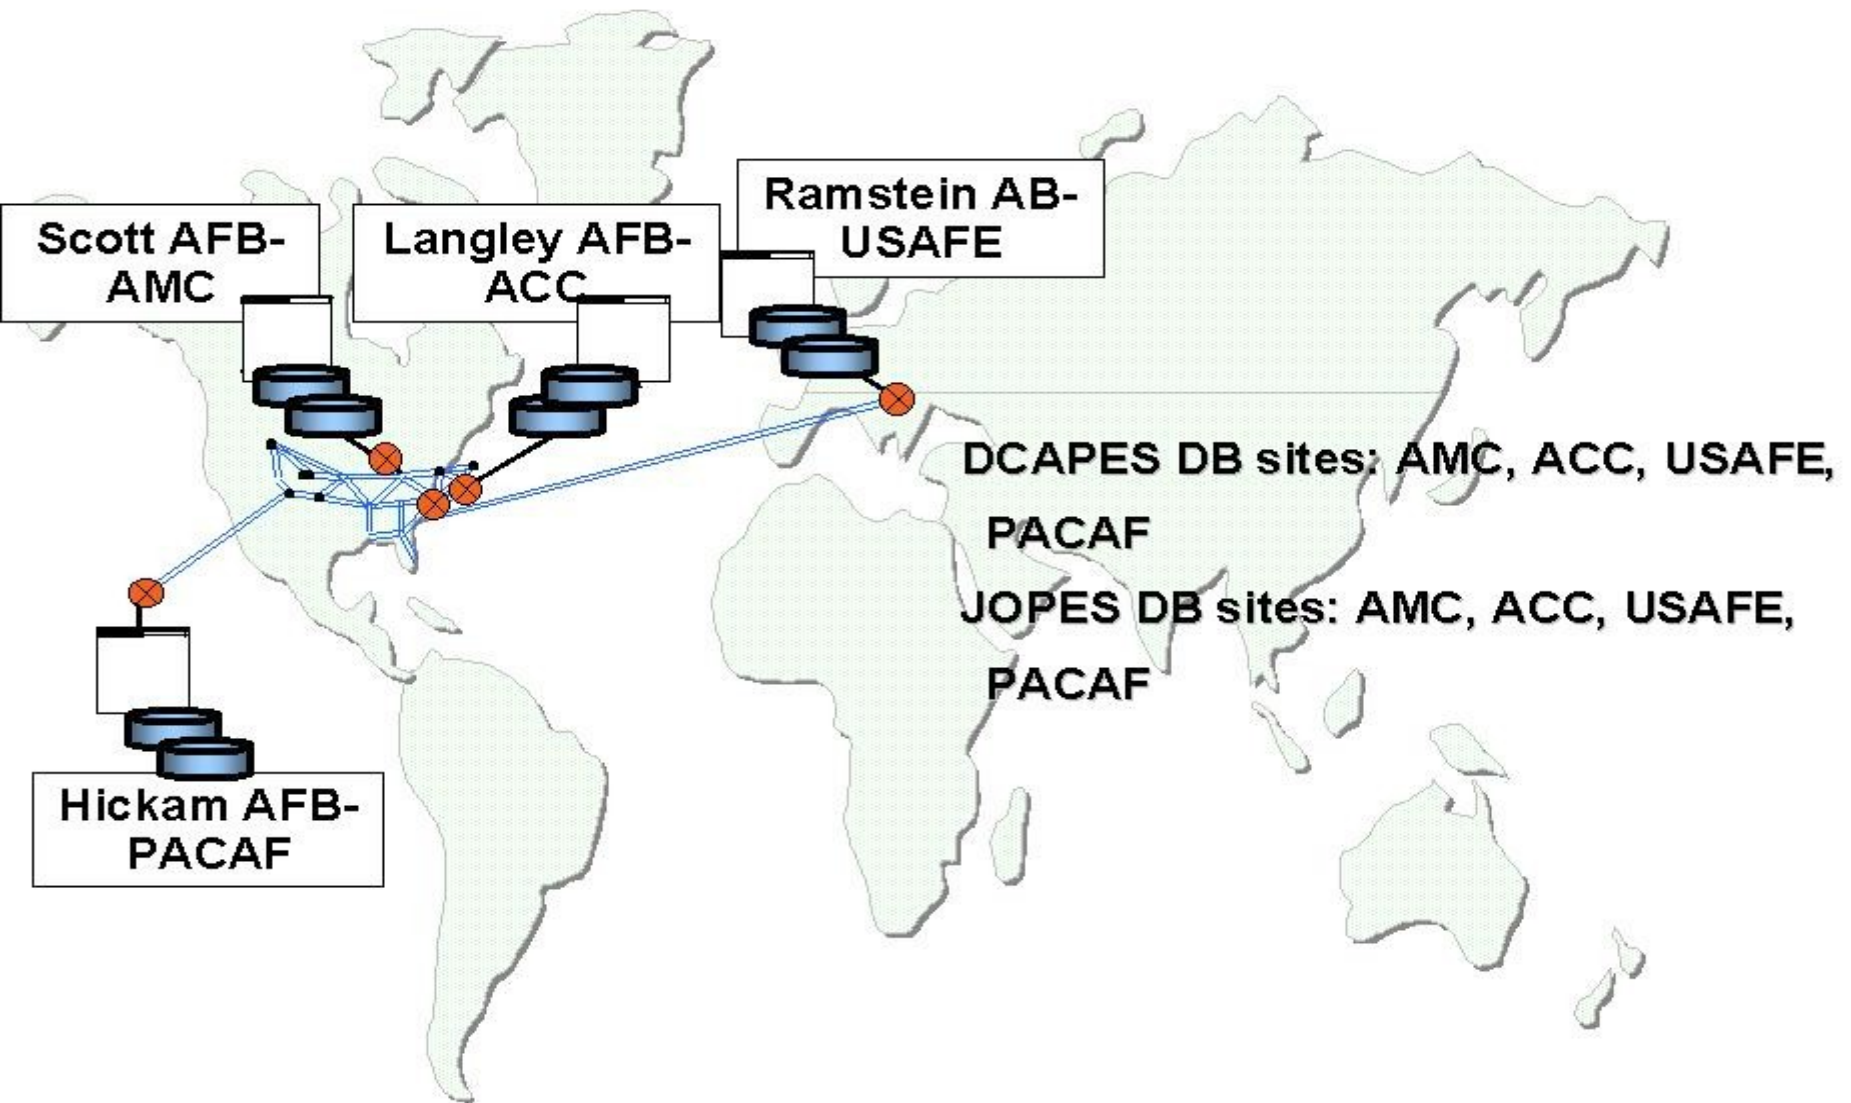 Ramstein AB-
USAFE
Scott AFB-
AMC
Langley AFB-
ACC
DCAPES DB sites: AMC, ACC, USAFE,
PACAF
JOPES DB sites: AMC, ACC, USAFE,
PACAF
Hickam AFB-
PACAF